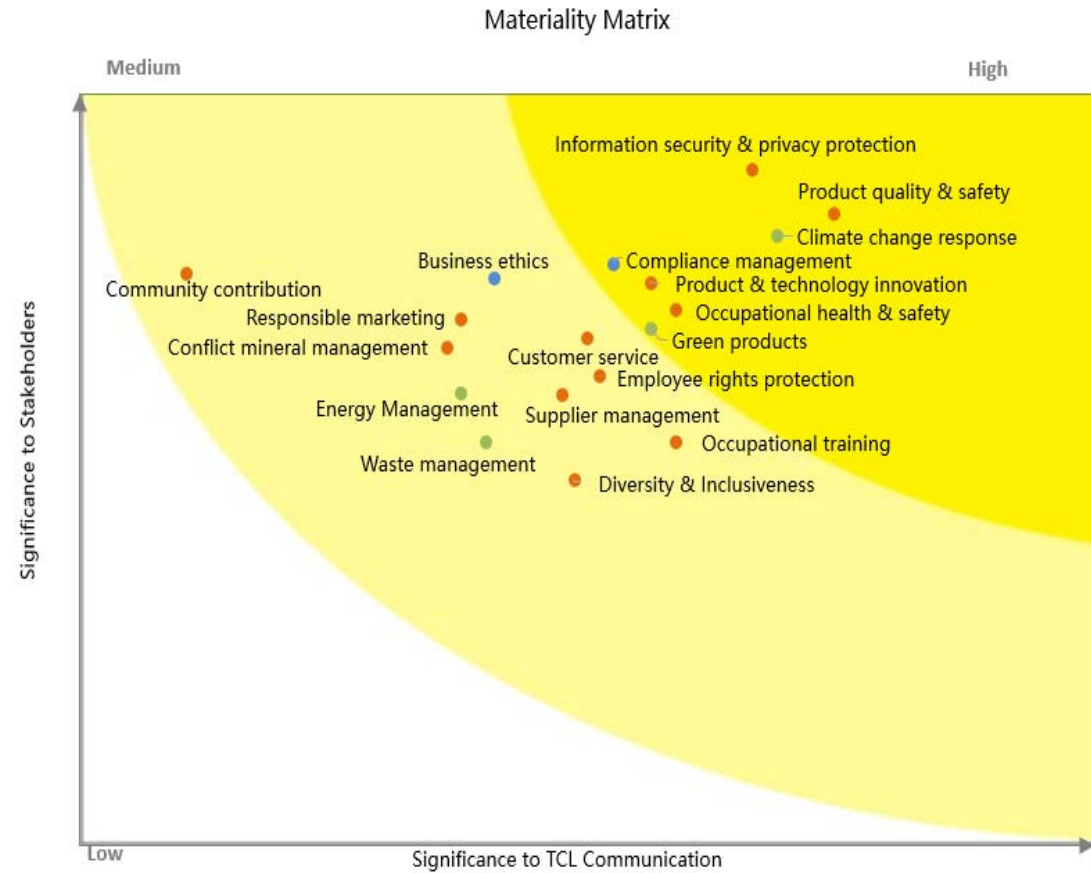 Materiality Matrix
Medium
High
Information security & privacy protection
Product quality & safety
Climate change response
Business ethics
Compliance management
Community contribution
Product & technology innovation
Responsible marketing
Occupational health & safety
Conflict mineral management
Green products
Customer service
Employee rights protection
Energy Management
Supplier management
Occupational training
Waste management
Diversity & Inclusiveness
Significance to Stakeholders
Low
Significance to TCL Communication